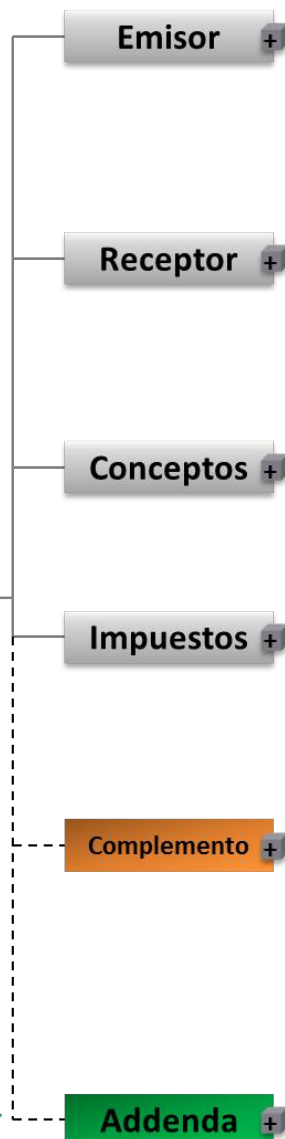 Emisor +
Receptor +
Conceptos +
Impuestos +
Complemento +
Addenda +